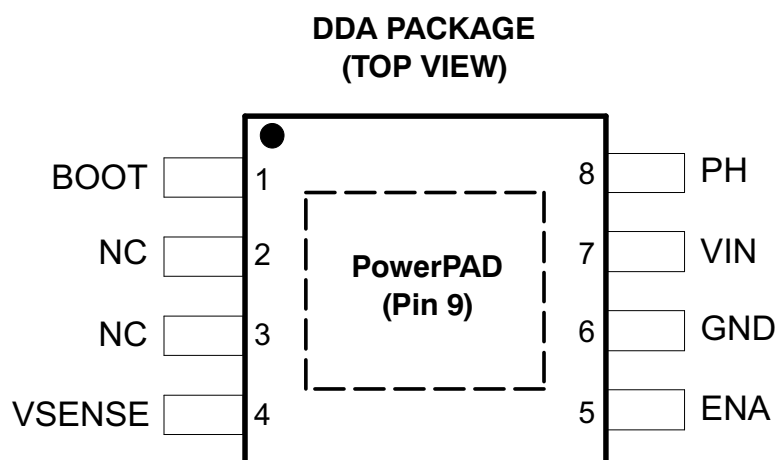 DDA PACKAGE
(TOP VIEW)
BOOT 1 8 PH
NC 2 7 VIN
PowerPAD
(Pin 9)
NC 3 6 GND
VSENSE 4 5 ENA